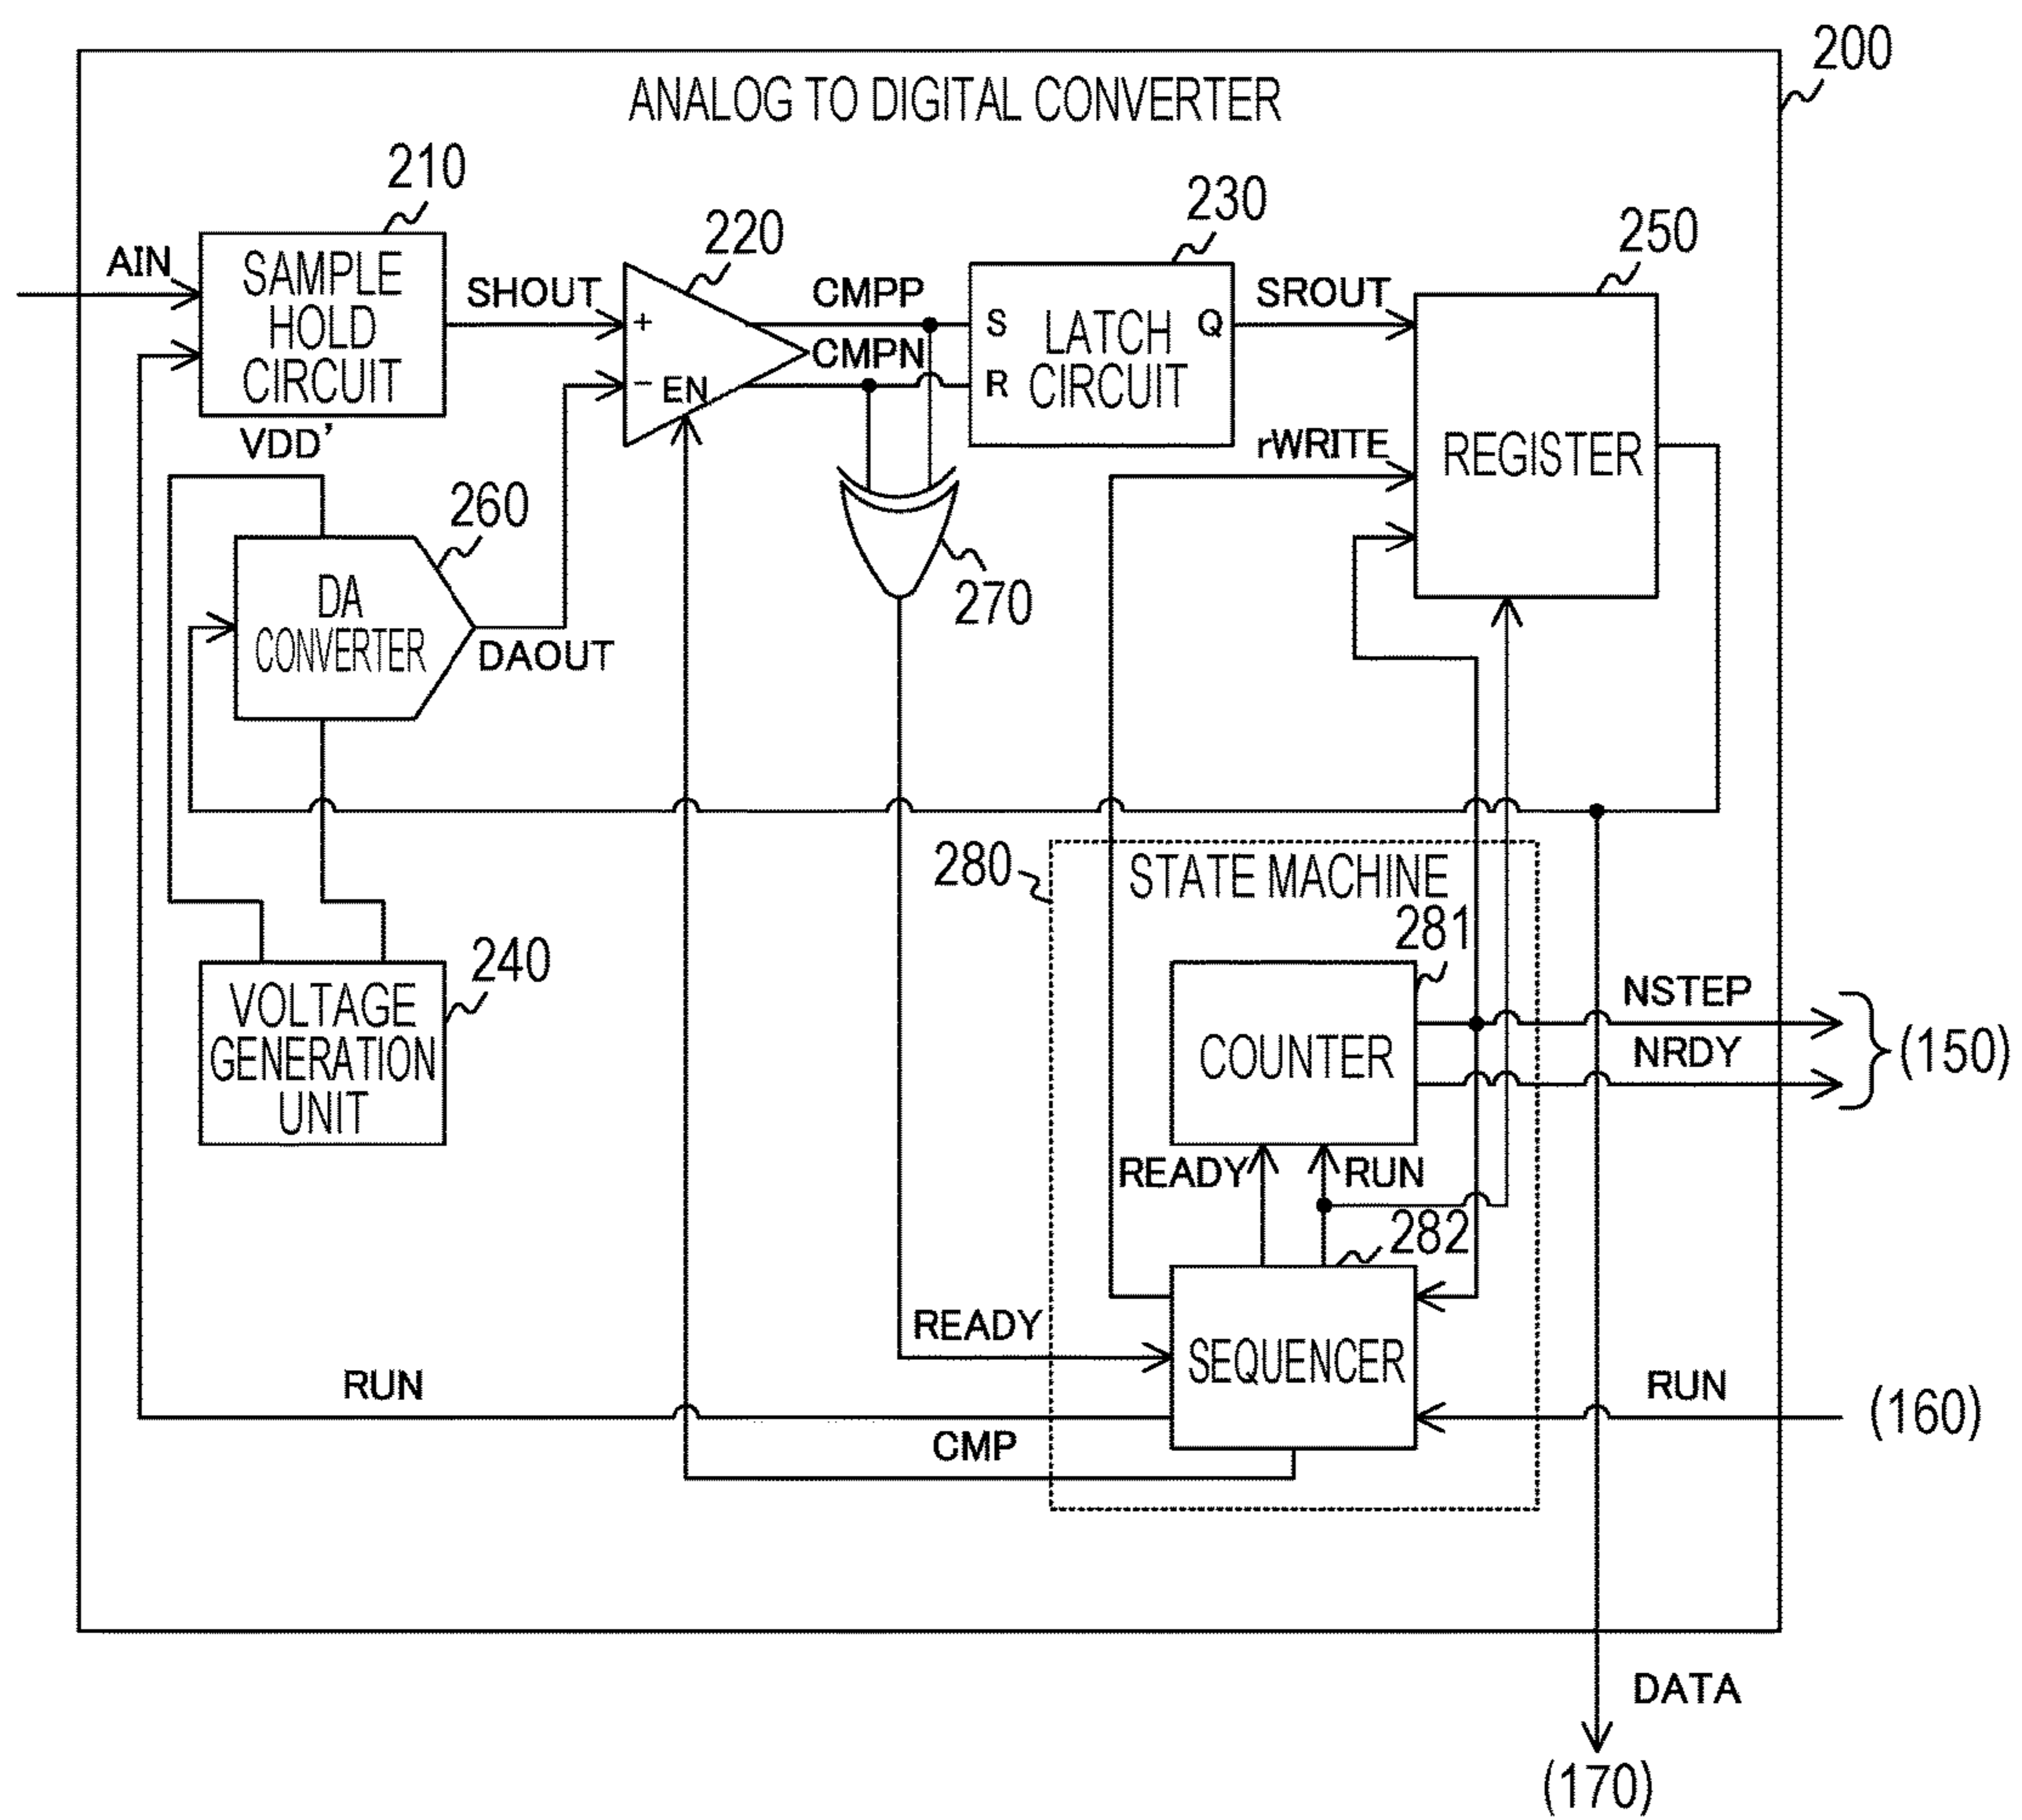 200
ANALOG TO DIGITAL CONVERTER
210
220
230
250
AIN
SAMPLE
HOLD
CIRCUIT
SHOUT
+
−
EN
CMPP
CMPN
S
R
Q
LATCH
CIRCUIT
SROUT
rWRITE
REGISTER
VDD'
260
DA
CONVERTER
DAOUT
270
280
STATE MACHINE
281
240
VOLTAGE
GENERATION
UNIT
COUNTER
NSTEP
NRDY
(150)
READY
RUN
282
READY
SEQUENCER
RUN
RUN
(160)
CMP
DATA
(170)